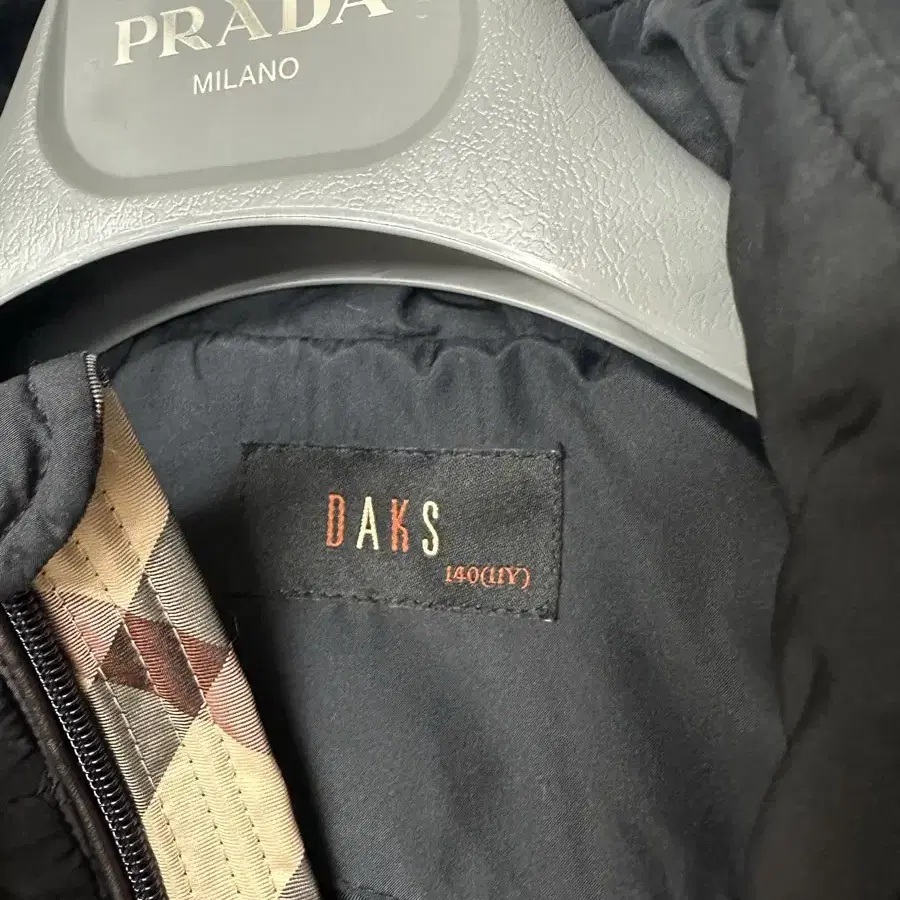 PRADA
MILANO
DAKS
140(11Y)